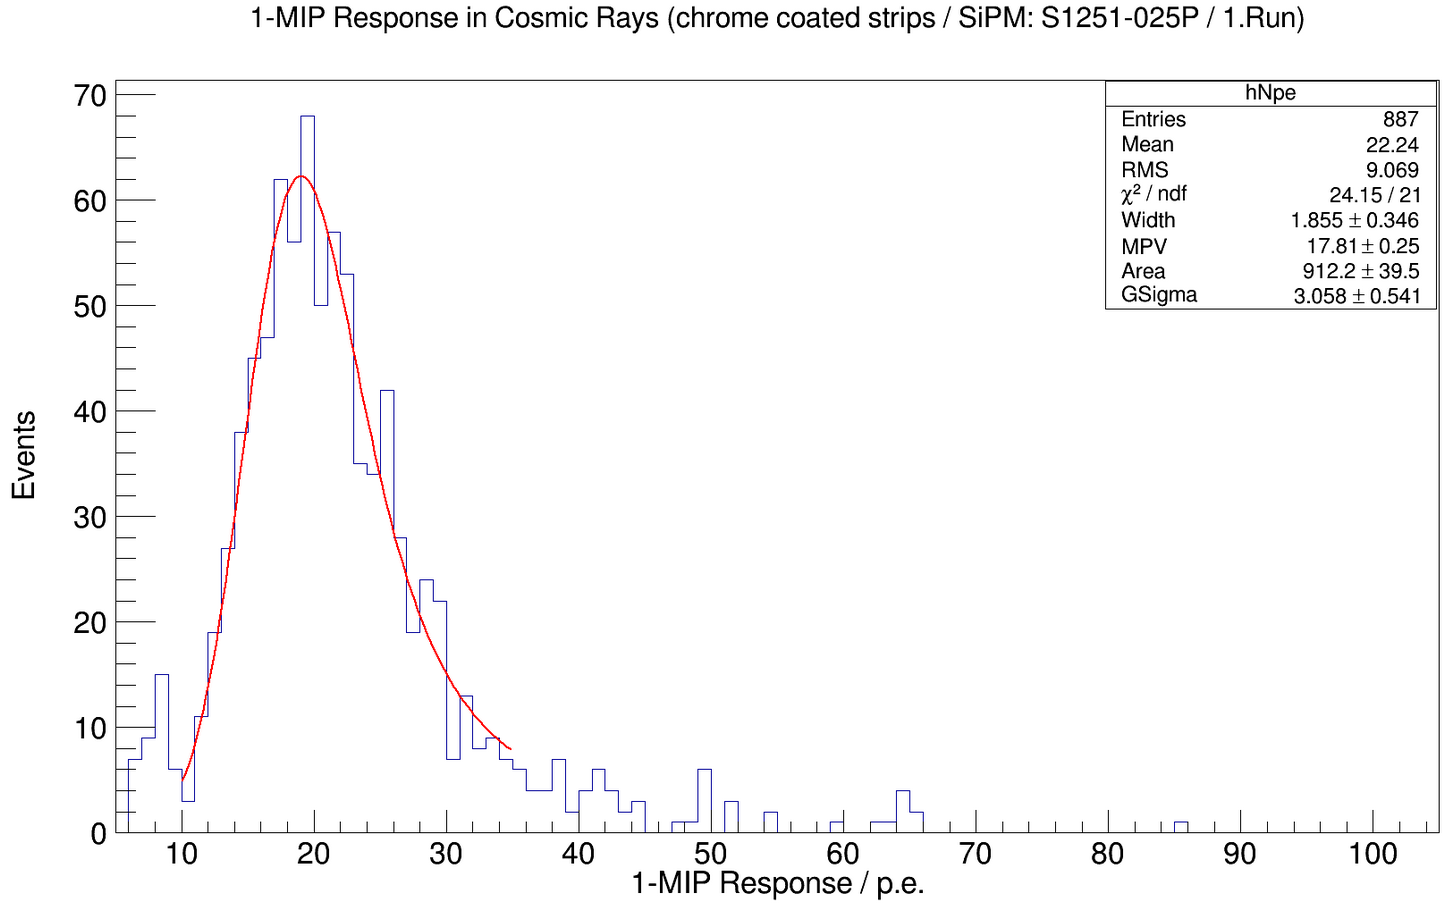 1-MIP Response in Cosmic Rays (chrome coated strips / SiPM: S1251-025P / 1.Run)
hNpe
Entries 887
Mean 22.24
RMS 9.069
χ² / ndf 24.15 / 21
Width 1.855 ± 0.346
MPV 17.81 ± 0.25
Area 912.2 ± 39.5
GSigma 3.058 ± 0.541
Events
70
60
50
40
30
20
10
0
10 20 30 40 50 60 70 80 90 100
1-MIP Response / p.e.